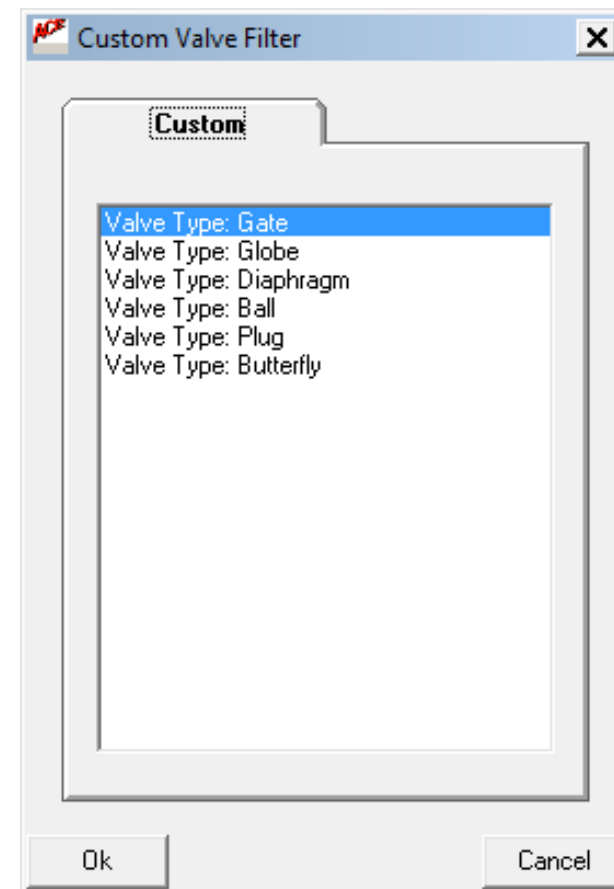 ACE Custom Valve Filter
Custom
Valve Type: Gate
Valve Type: Globe
Valve Type: Diaphragm
Valve Type: Ball
Valve Type: Plug
Valve Type: Butterfly
Ok Cancel